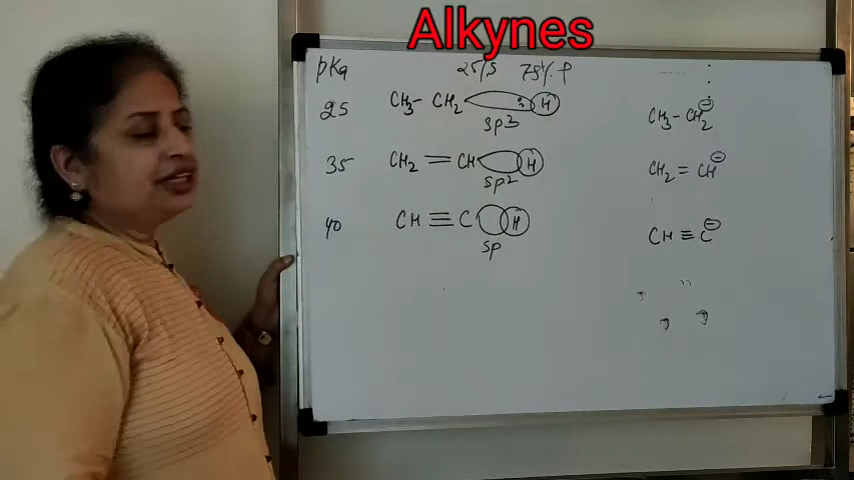 Alkynes
pKa 25%S 75%.P
25 CH3- CH2 S H CH3- CH2⊖
sp3
35 CH2 = CH H CH2 = CH⊖
sp2
40 CH ≡ C H CH ≡ C⊖
sp